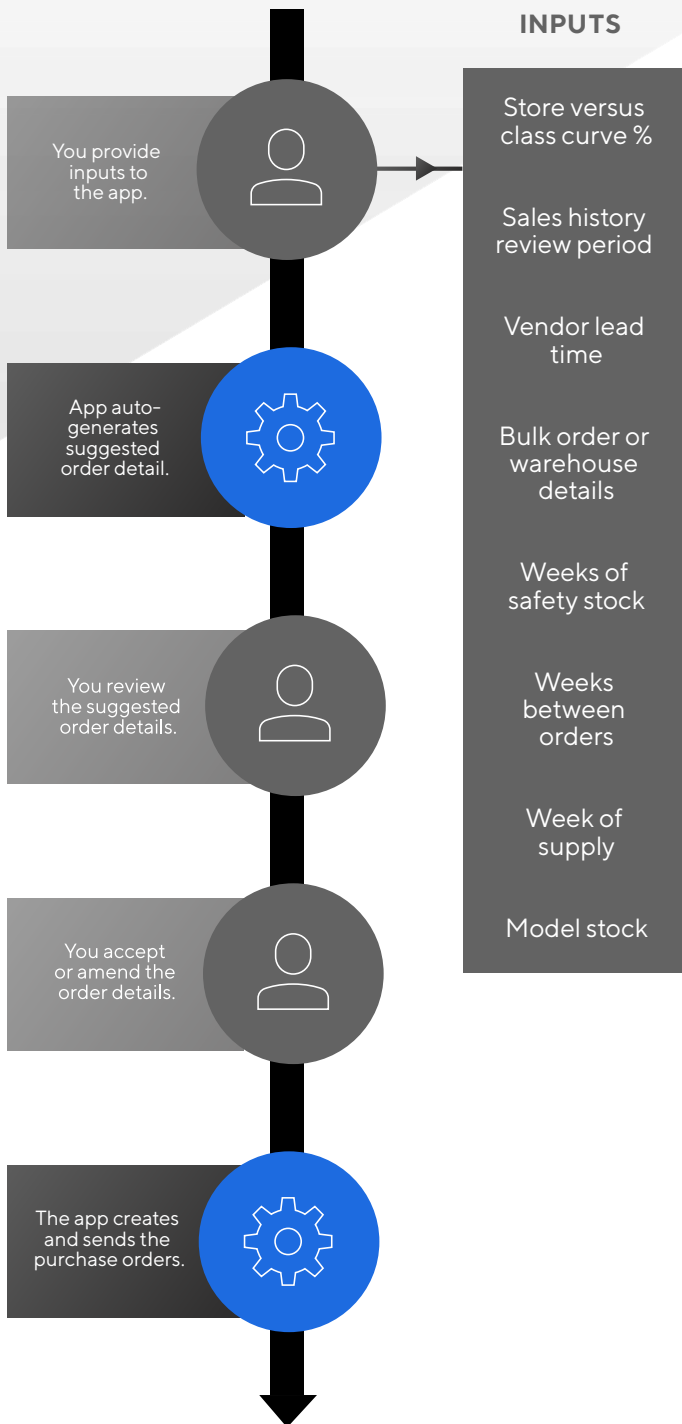 INPUTS
Store versus
class curve %
Sales history
review period
Vendor lead
time
Bulk order or
warehouse
details
Weeks of
safety stock
Weeks
between
orders
Week of
supply
Model stock
You provide
inputs to
the app.
App auto-
generates
suggested
order detail.
You review
the suggested
order details.
You accept
or amend the
order details.
The app creates
and sends the
purchase orders.